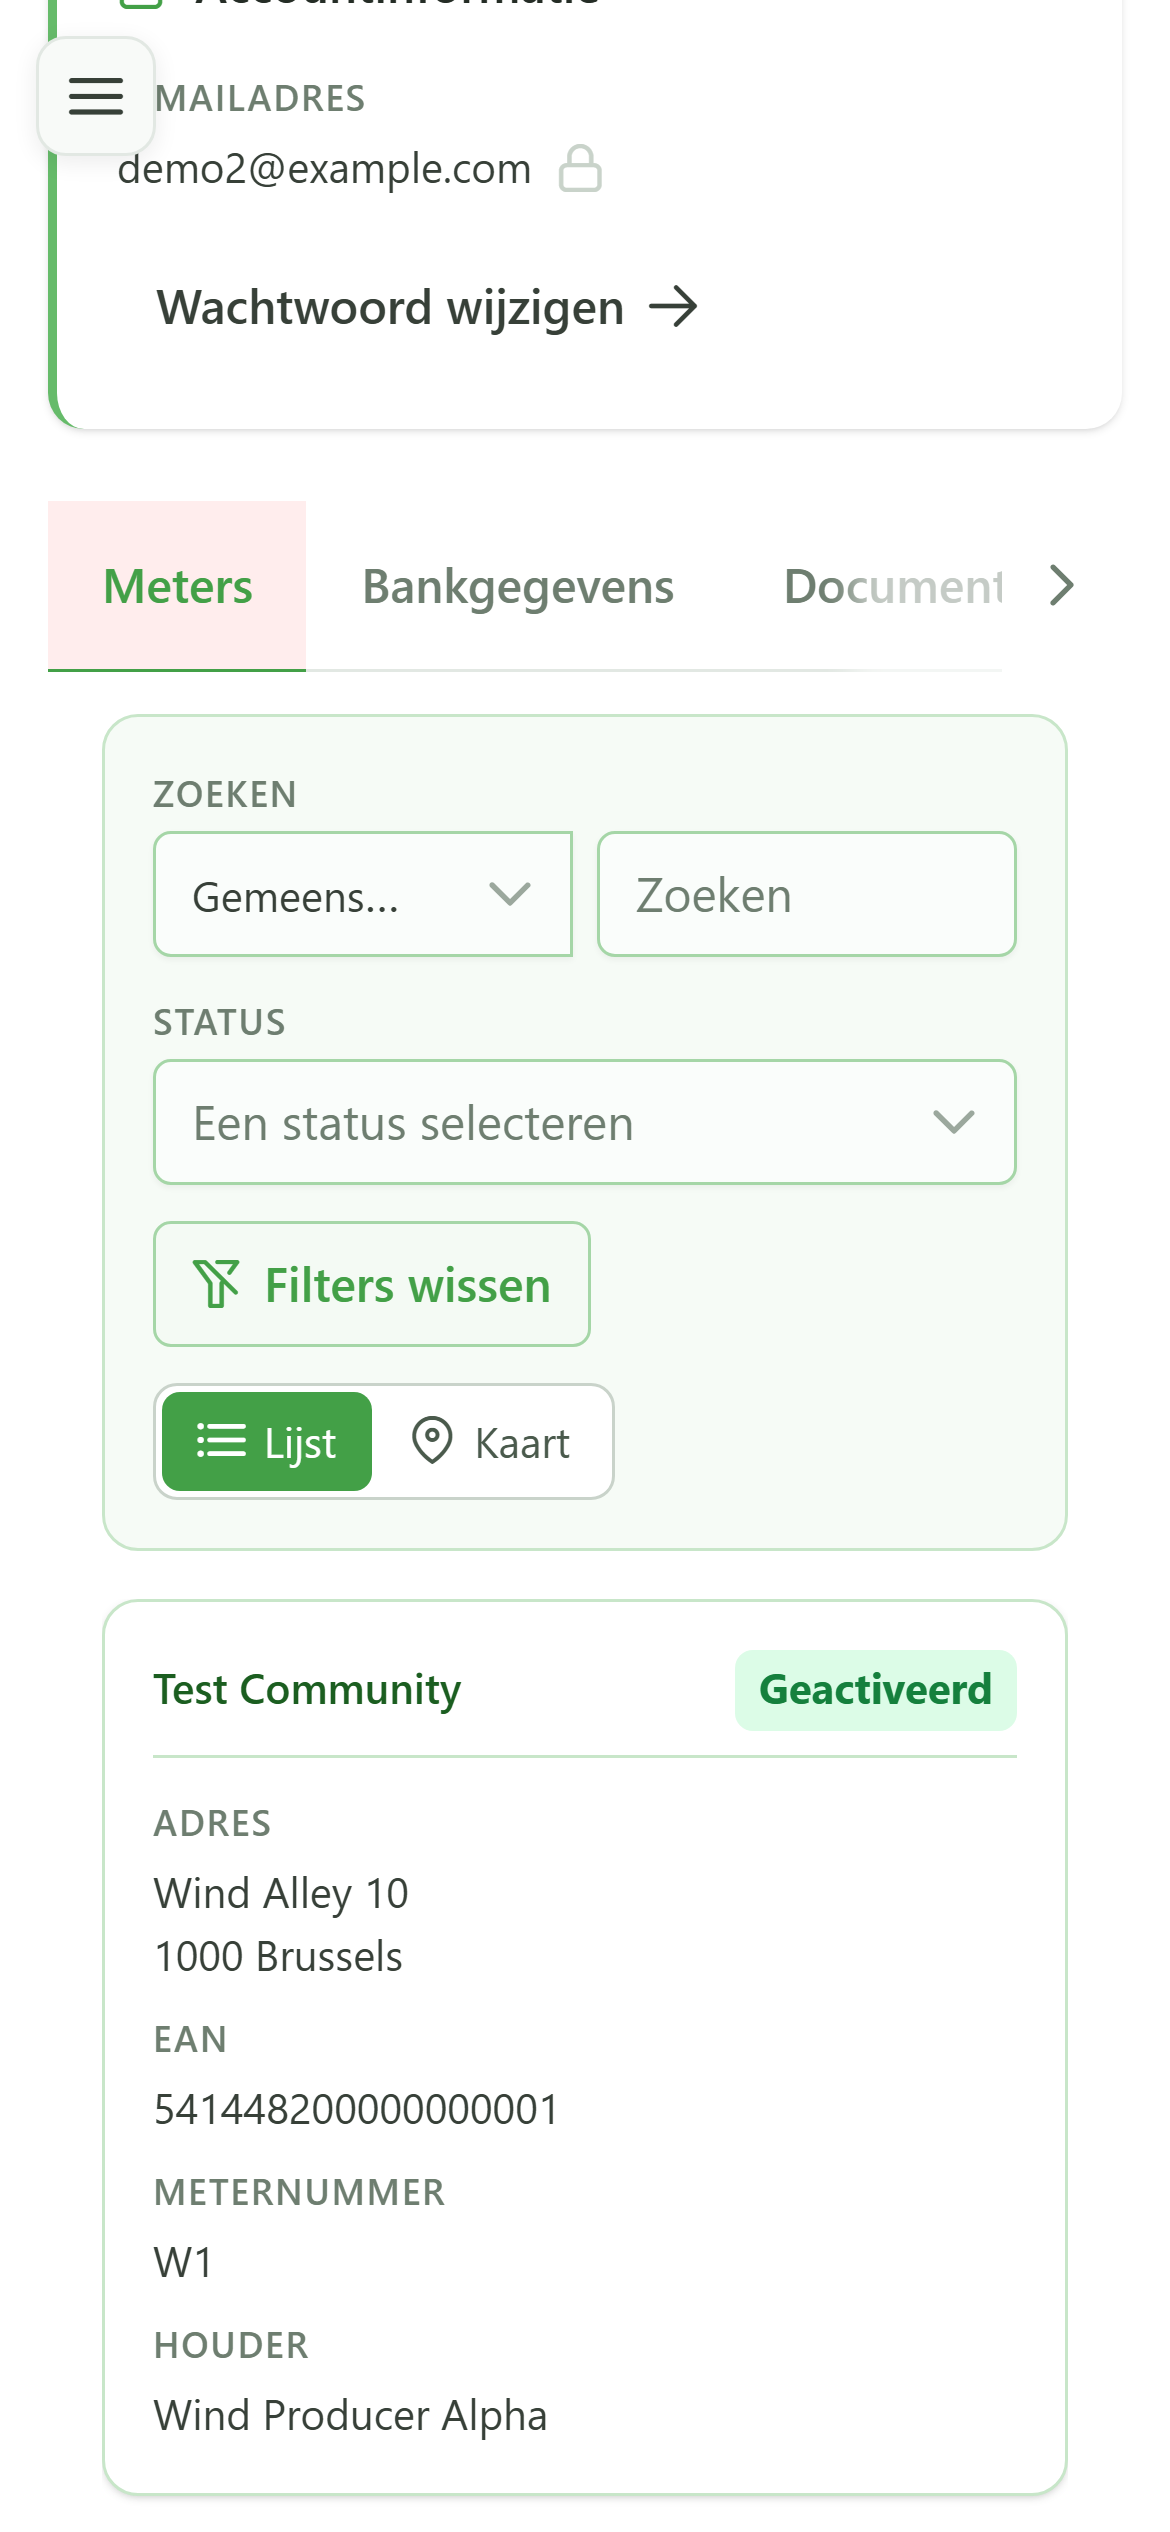 Accountinformatie
MAILADRES
demo2@example.com
Wachtwoord wijzigen
Meters
Bankgegevens
Document
ZOEKEN
Gemeens...
Zoeken
STATUS
Een status selecteren
Filters wissen
Lijst
Kaart
Test Community
Geactiveerd
ADRES
Wind Alley 10
1000 Brussels
EAN
541448200000000001
METERNUMMER
W1
HOUDER
Wind Producer Alpha